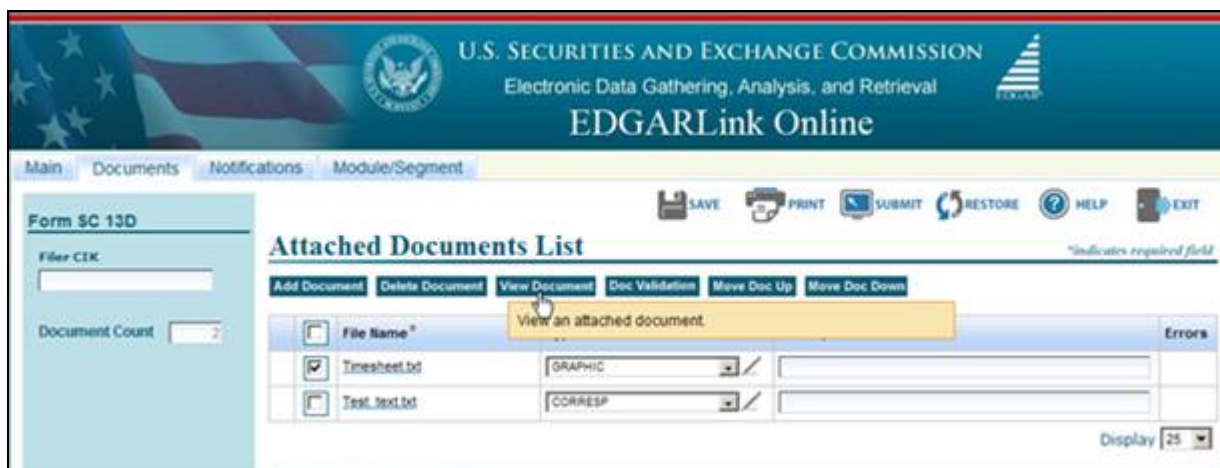 U.S. SECURITIES AND EXCHANGE COMMISSION
Electronic Data Gathering, Analysis, and Retrieval
EDGAR
EDGARLink Online
Main Documents Notifications Module/Segment
SAVE PRINT SUBMIT RESTORE HELP EXIT
Form SC 13D
Attached Documents List
*indicates required field
Filer CIK
Add Document Delete Document View Document Doc Validation Move Doc Up Move Doc Down
View an attached document.
Document Count 2
File Name* Errors
Timesheet.txt GRAPHIC
Test_text.txt CORRESP
Display 25